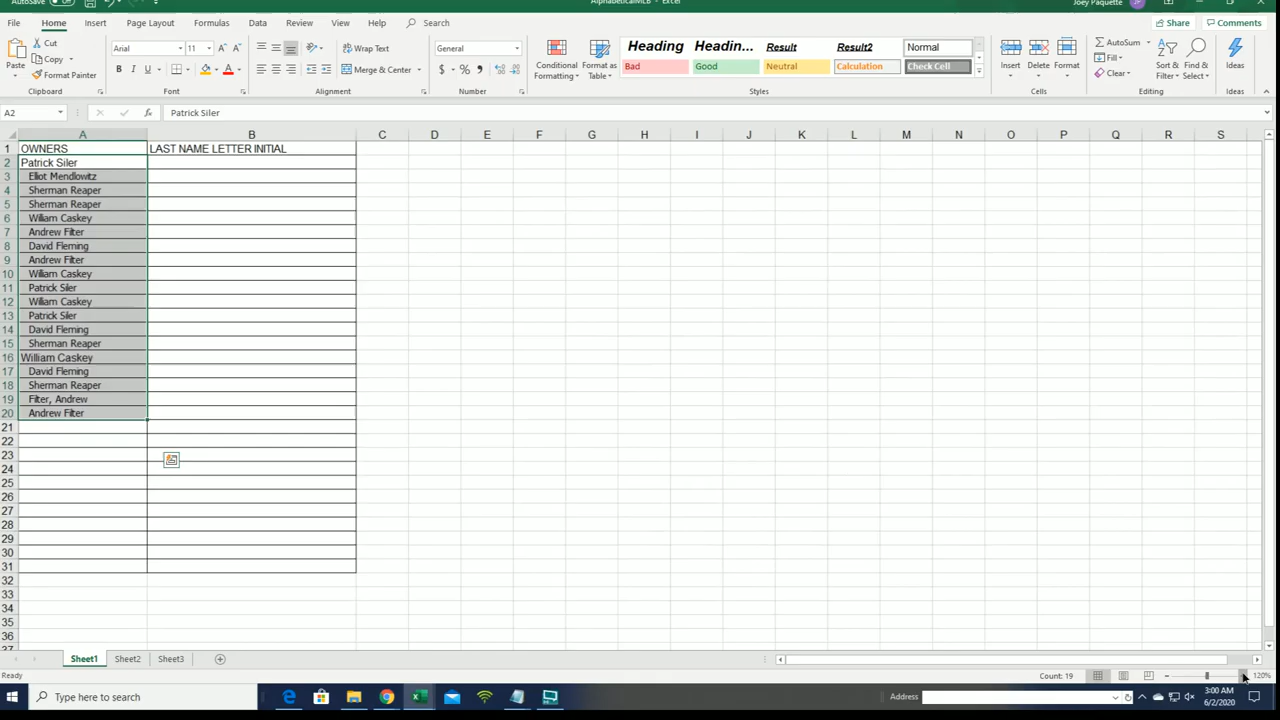 AutoSave Off AlphabeticalMLB - Excel Joey Paquette JP
File Home Insert Page Layout Formulas Data Review View Help Search Share Comments
Paste Cut Copy Format Painter Clipboard
Arial 11 A A B I U A Font
Wrap Text Merge & Center Alignment
General $ % , Number
Conditional Formatting Format as Table
Heading Headin... Result Result2 Normal
Bad Good Neutral Calculation Check Cell
Styles
Insert Delete Format Cells
AutoSum Fill Clear Sort & Filter Find & Select Editing
Ideas Ideas
A2 fx Patrick Siler
A B C D E F G H I J K L M N O P Q R S
1 OWNERS LAST NAME LETTER INITIAL
2 Patrick Siler
3 Elliot Mendlowitz
4 Sherman Reaper
5 Sherman Reaper
6 William Caskey
7 Andrew Filter
8 David Fleming
9 Andrew Filter
10 William Caskey
11 Patrick Siler
12 William Caskey
13 Patrick Siler
14 David Fleming
15 Sherman Reaper
16 William Caskey
17 David Fleming
18 Sherman Reaper
19 Filter, Andrew
20 Andrew Filter
21
22
23
24
25
26
27
28
29
30
31
32
33
34
35
36
37
Sheet1 Sheet2 Sheet3
Ready Count: 19 120%
Type here to search Address 3:00 AM
6/2/2020